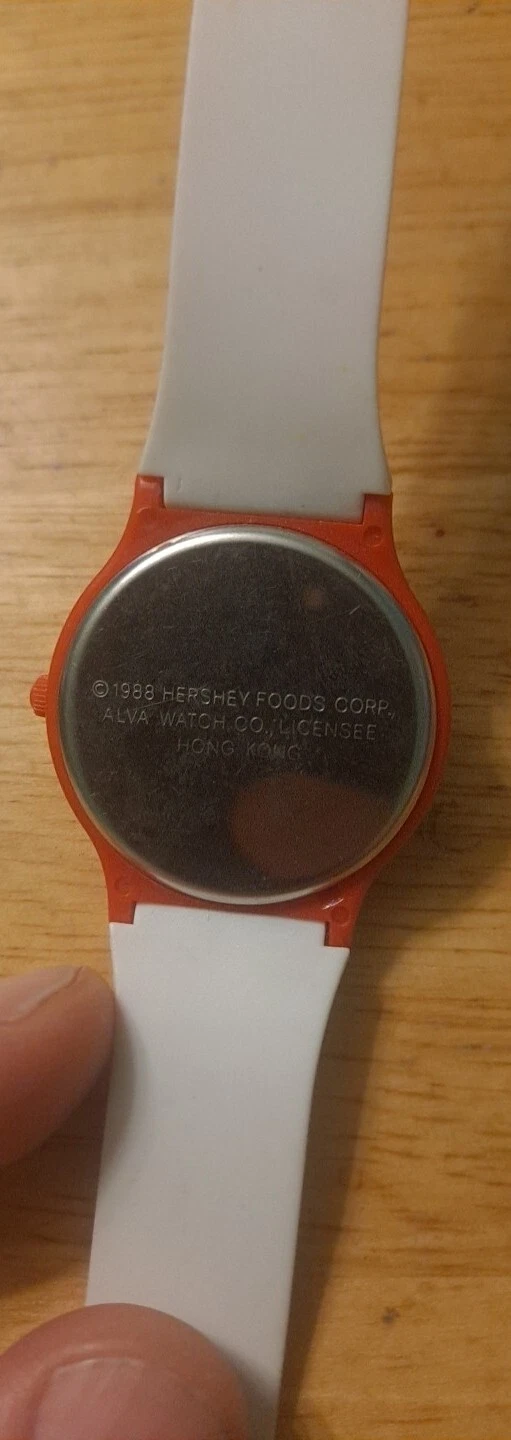 ©1988 HERSHEY FOODS CORP.,
ALVA WATCH CO., LICENSEE
HONG KONG